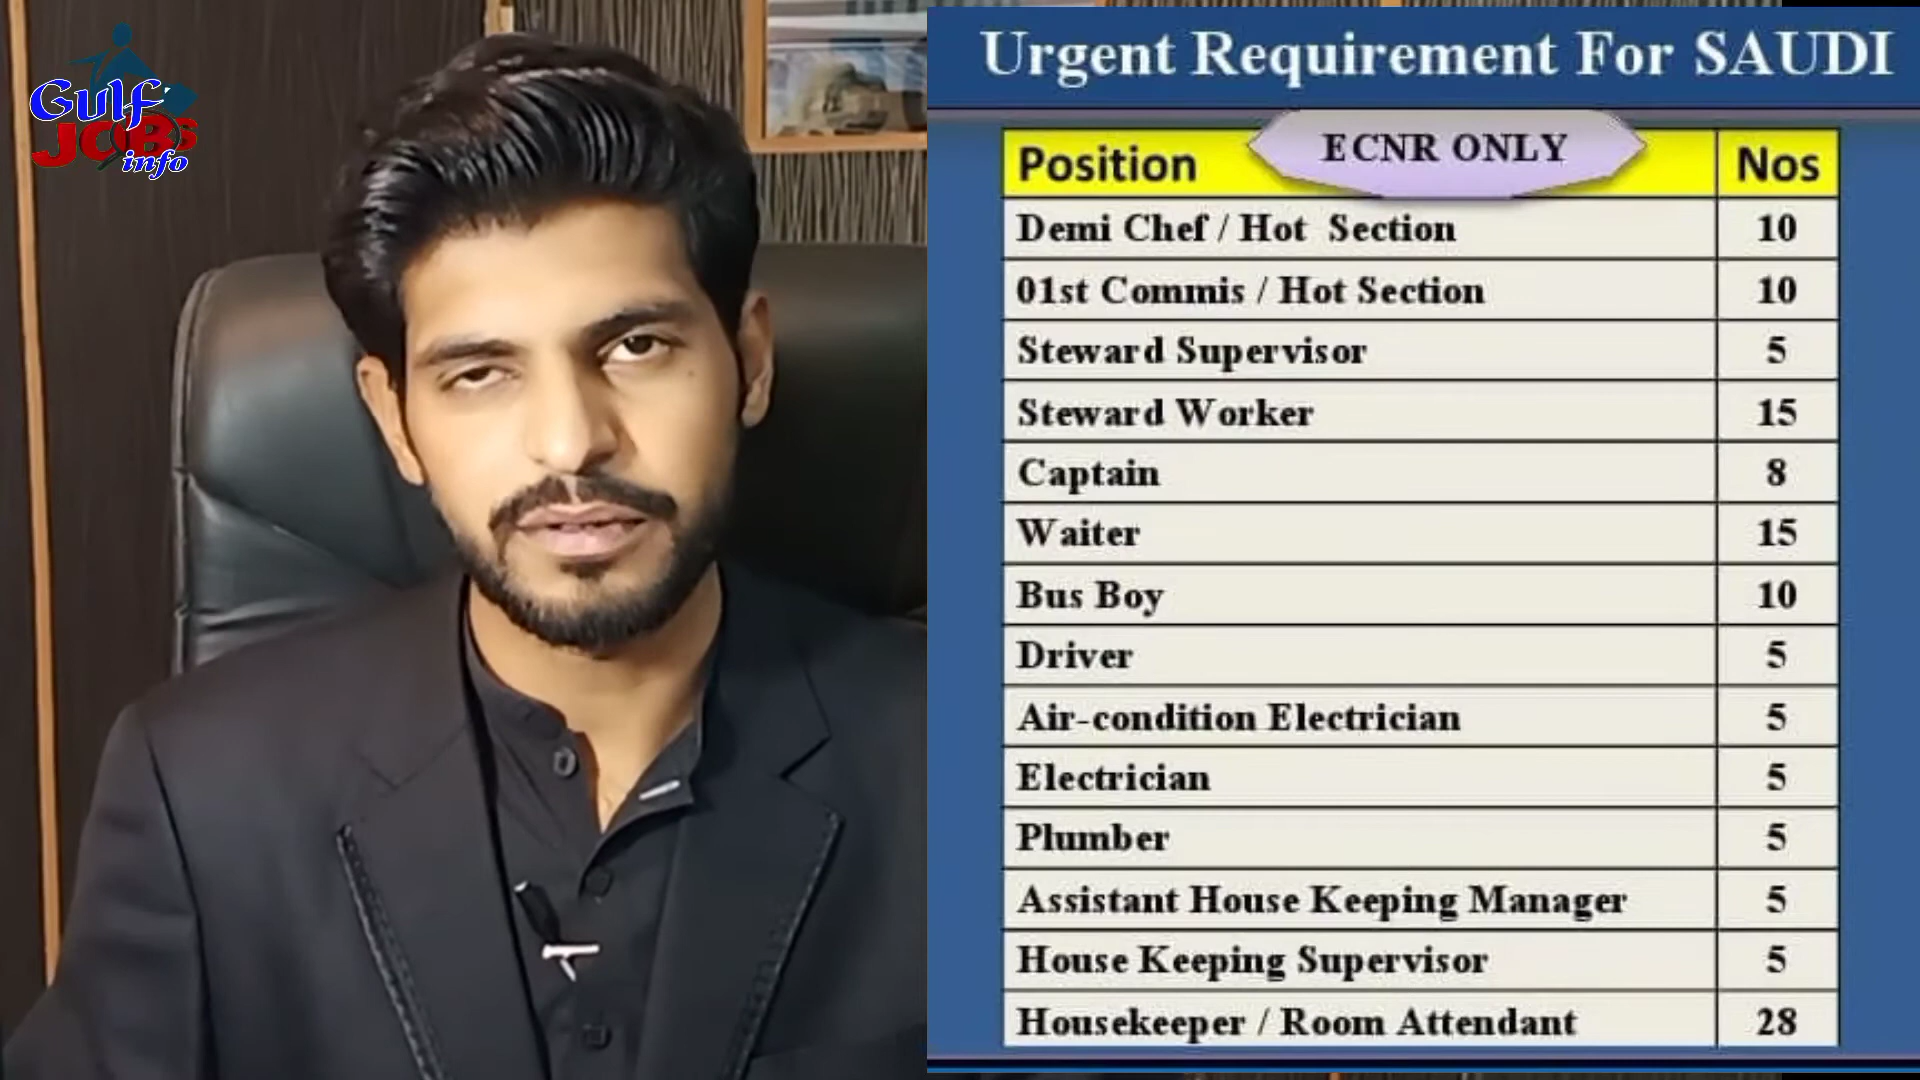 Gulf
JOBS
info
Urgent Requirement For SAUDI
ECNR ONLY
Position Nos
Demi Chef / Hot Section 10
01st Commis / Hot Section 10
Steward Supervisor 5
Steward Worker 15
Captain 8
Waiter 15
Bus Boy 10
Driver 5
Air-condition Electrician 5
Electrician 5
Plumber 5
Assistant House Keeping Manager 5
House Keeping Supervisor 5
Housekeeper / Room Attendant 28